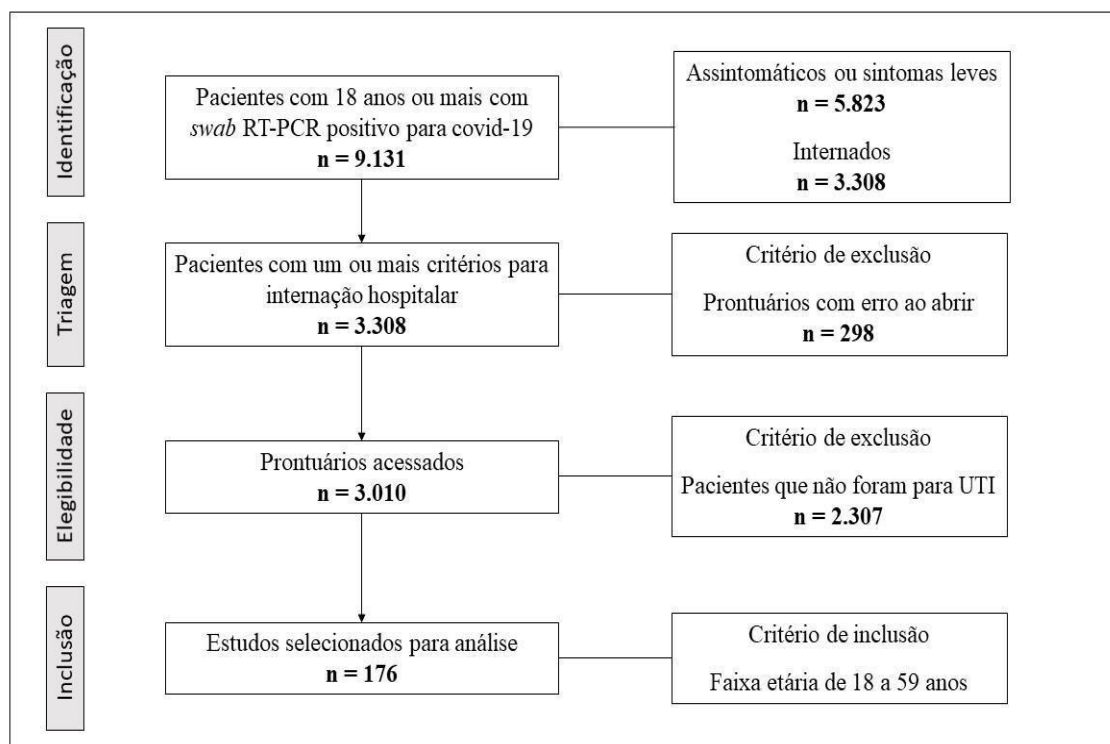 Identificação
Pacientes com 18 anos ou mais com
swab RT-PCR positivo para covid-19
n = 9.131
Assintomáticos ou sintomas leves
n = 5.823
Internados
n = 3.308
Triagem
Pacientes com um ou mais critérios para
internação hospitalar
n = 3.308
Critério de exclusão
Prontuários com erro ao abrir
n = 298
Elegibilidade
Prontuários acessados
n = 3.010
Critério de exclusão
Pacientes que não foram para UTI
n = 2.307
Inclusão
Estudos selecionados para análise
n = 176
Critério de inclusão
Faixa etária de 18 a 59 anos